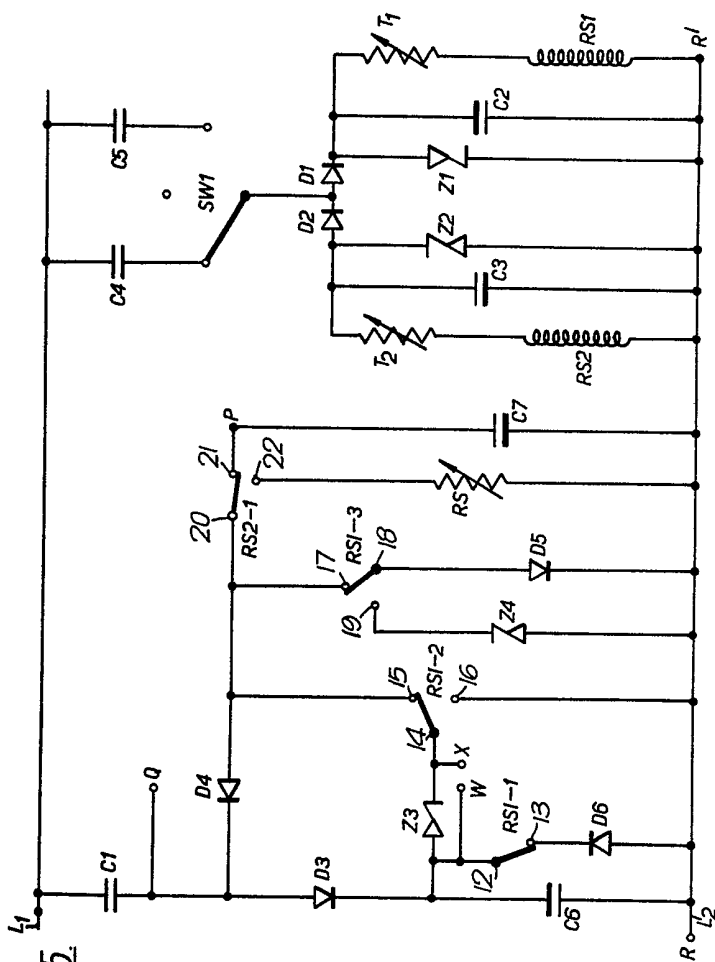 5.
L1
C1
Q
D4
D3
C6
Z3
W
X
RS1-1
12
13
D6
R
L2
14
15
16
RS1-2
17
18
19
RS1-3
Z4
D5
20
21
22
RS2-1
P
RS
C7
C4
SW1
C5
D2
D1
T2
RS2
C3
Z2
Z1
C2
T1
RS1
R'